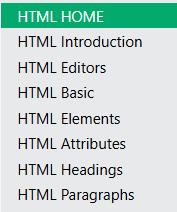 HTML HOME
HTML Introduction
HTML Editors
HTML Basic
HTML Elements
HTML Attributes
HTML Headings
HTML Paragraphs